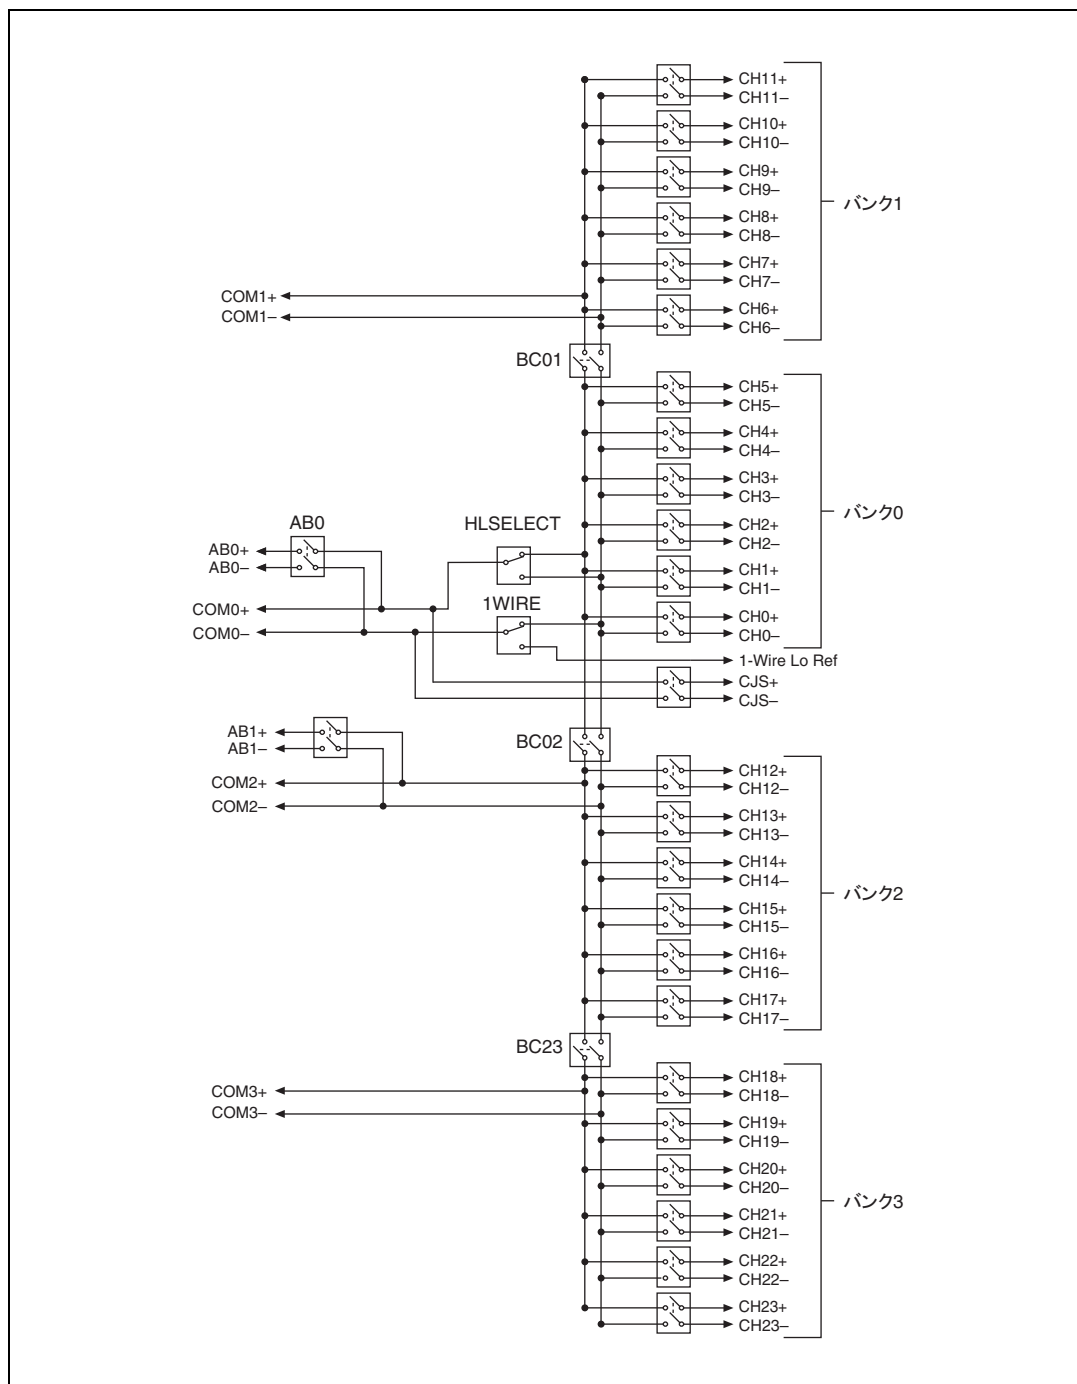 CH11+
CH11–
CH10+
CH10–
CH9+
CH9–
バンク1
CH8+
CH8–
CH7+
CH7–
COM1+
CH6+
COM1–
CH6–
BC01
CH5+
CH5–
CH4+
CH4–
CH3+
CH3–
バンク0
AB0
HLSELECT
CH2+
CH2–
AB0+
AB0–
CH1+
CH1–
1WIRE
COM0+
CH0+
COM0–
CH0–
1-Wire Lo Ref
CJS+
CJS–
AB1+
BC02
AB1–
CH12+
COM2+
CH12–
COM2–
CH13+
CH13–
CH14+
CH14–
バンク2
CH15+
CH15–
CH16+
CH16–
CH17+
CH17–
BC23
CH18+
COM3+
CH18–
COM3–
CH19+
CH19–
CH20+
CH20–
バンク3
CH21+
CH21–
CH22+
CH22–
CH23+
CH23–